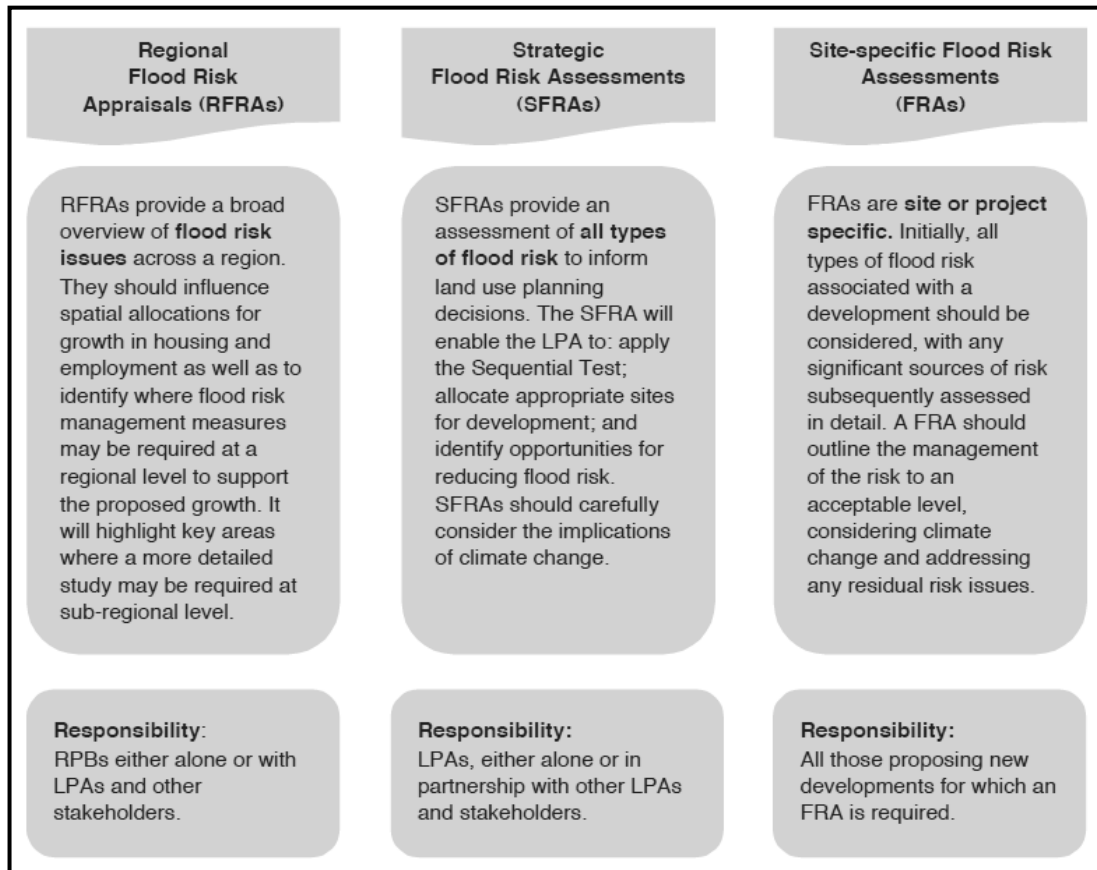 Regional
Flood Risk
Appraisals (RFRAs)
RFRAs provide a broad
overview of flood risk
issues across a region.
They should influence
spatial allocations for
growth in housing and
employment as well as to
identify where flood risk
management measures
may be required at a
regional level to support
the proposed growth. It
will highlight key areas
where a more detailed
study may be required at
sub-regional level.
Responsibility:
RPBs either alone or with
LPAs and other
stakeholders.
Strategic
Flood Risk Assessments
(SFRAs)
SFRAs provide an
assessment of all types
of flood risk to inform
land use planning
decisions. The SFRA will
enable the LPA to: apply
the Sequential Test;
allocate appropriate sites
for development; and
identify opportunities for
reducing flood risk.
SFRAs should carefully
consider the implications
of climate change.
Responsibility:
LPAs, either alone or in
partnership with other LPAs
and stakeholders.
Site-specific Flood Risk
Assessments
(FRAs)
FRAs are site or project
specific. Initially, all
types of flood risk
associated with a
development should be
considered, with any
significant sources of risk
subsequently assessed
in detail. A FRA should
outline the management
of the risk to an
acceptable level,
considering climate
change and addressing
any residual risk issues.
Responsibility:
All those proposing new
developments for which an
FRA is required.